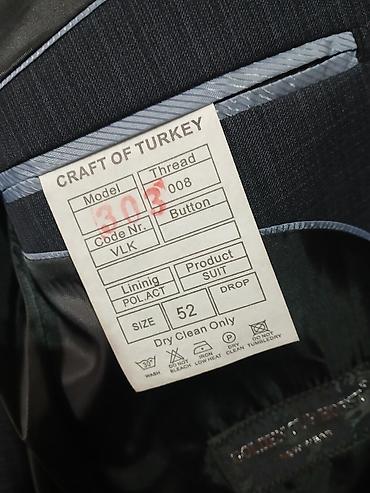 CRAFT OF TURKEY
Model Thread
303 008
Code Nr. Button
VLK
Lininig Product
POL.ACT SUIT
SIZE 52 DROP
Dry Clean Only
30°
P
WASH DO NOT BLEACH IRON LOW HEAT DRY CLEAN DO NOT TUMBLEDRY